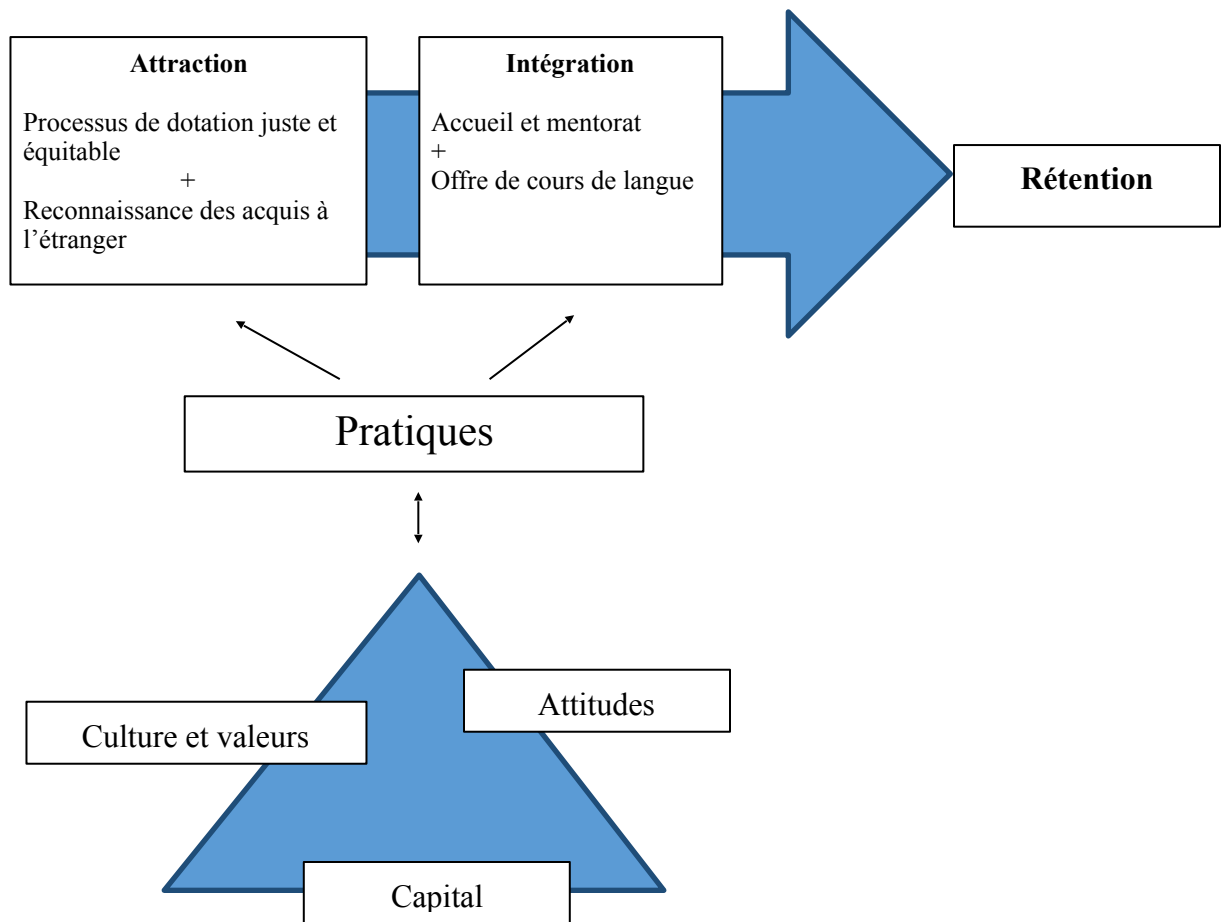 Attraction
Processus de dotation juste et
équitable
+
Reconnaissance des acquis à
l’étranger
Intégration
Accueil et mentorat
+
Offre de cours de langue
Rétention
Pratiques
Attitudes
Culture et valeurs
Capital